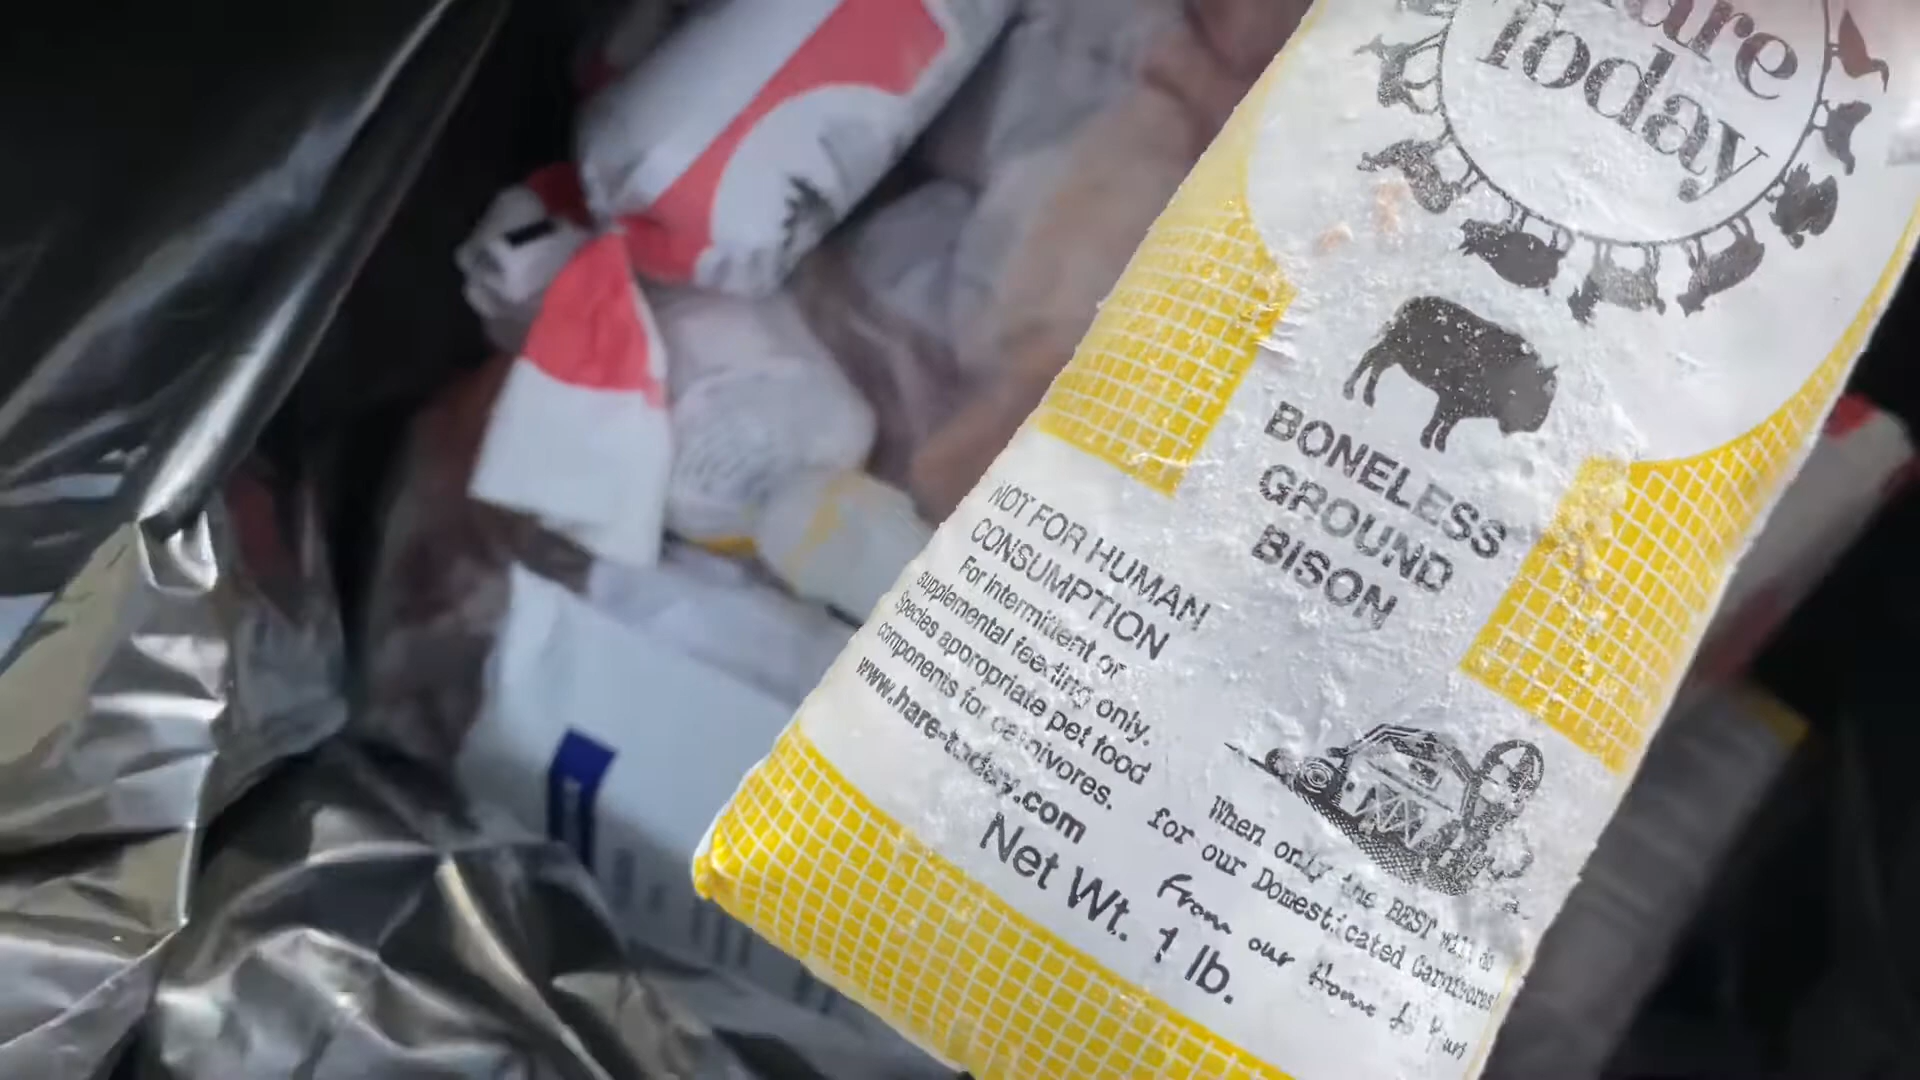 Today
BONELESS
GROUND
BISON
NOT FOR HUMAN
CONSUMPTION
For intermittent or
supplemental feeding only.
Species appropriate pet food
components for carnivores.
www.hare-today.com
Net Wt. 1 lb.
When only the BEST will do
for our Domesticated Carnivores!
From our Home to Yours